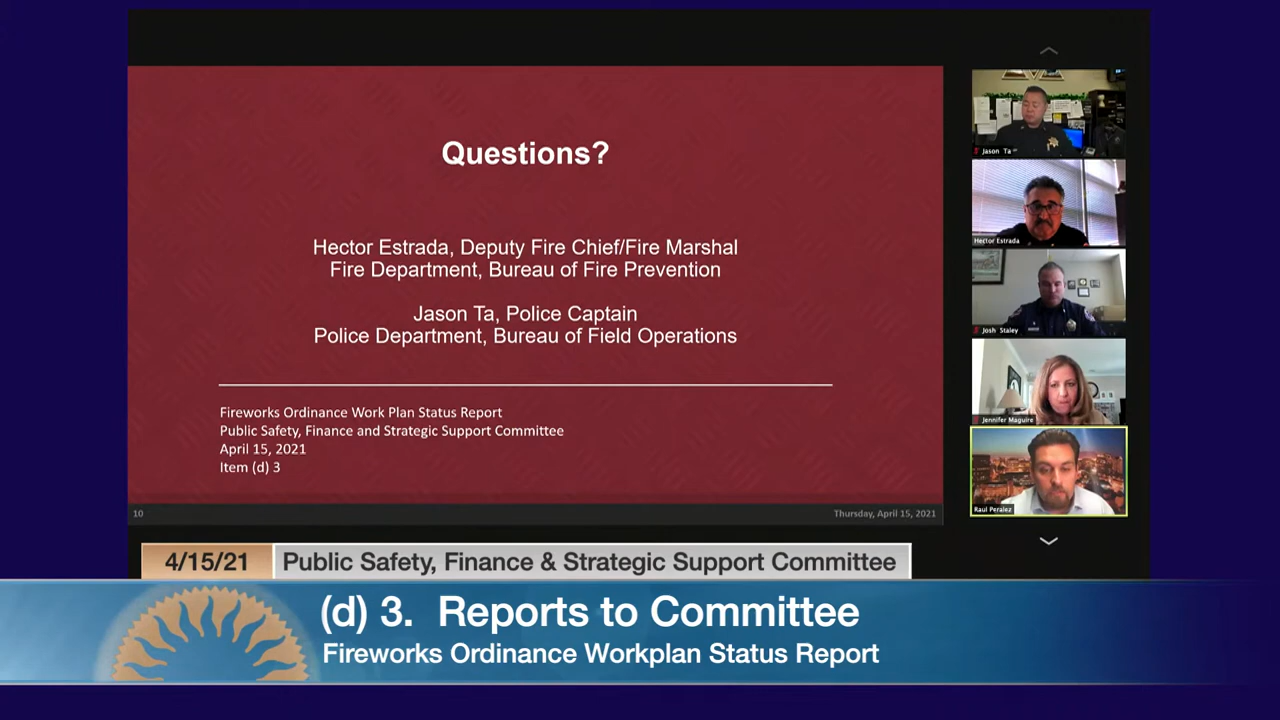 Questions?
Hector Estrada, Deputy Fire Chief/Fire Marshal
Fire Department, Bureau of Fire Prevention
Jason Ta, Police Captain
Police Department, Bureau of Field Operations
Fireworks Ordinance Work Plan Status Report
Public Safety, Finance and Strategic Support Committee
April 15, 2021
Item (d) 3
10
Thursday, April 15, 2021
Jason Ta
Hector Estrada
Josh Staley
Jennifer Maguire
Raul Peralez
4/15/21
Public Safety, Finance & Strategic Support Committee
(d) 3. Reports to Committee
Fireworks Ordinance Workplan Status Report